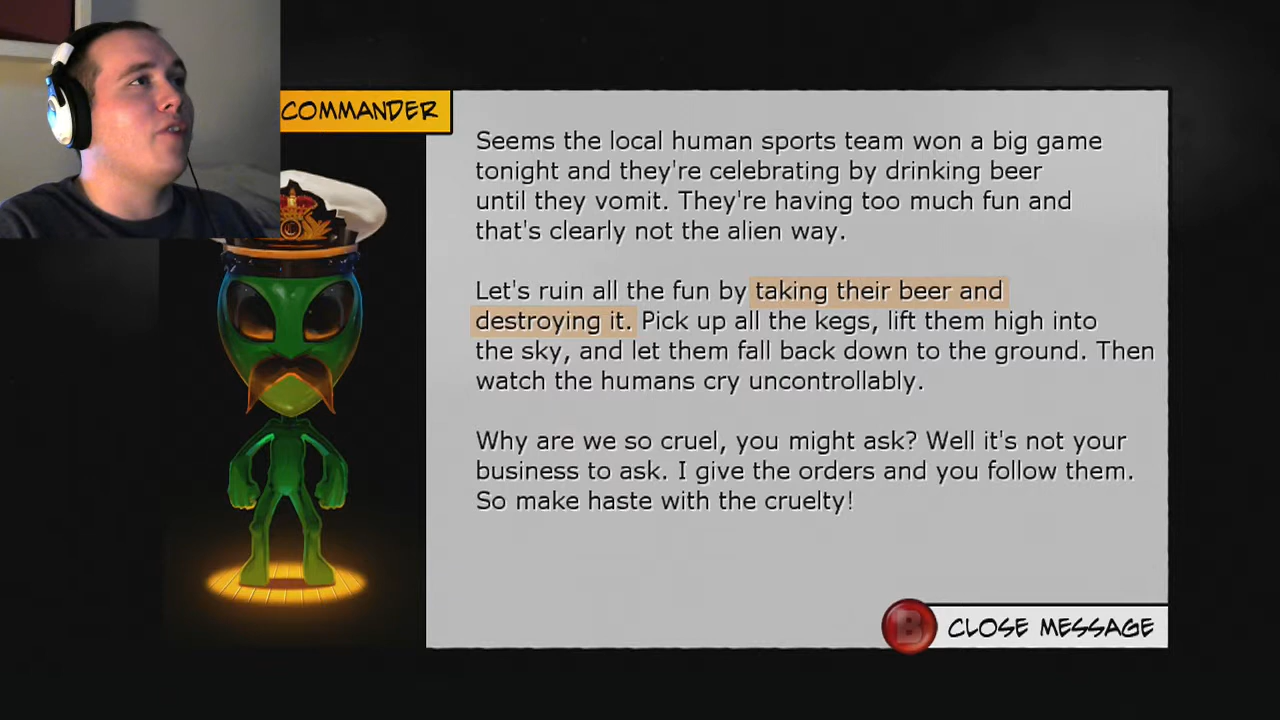 COMMANDER
Seems the local human sports team won a big game
tonight and they're celebrating by drinking beer
until they vomit. They're having too much fun and
that's clearly not the alien way.
Let's ruin all the fun by taking their beer and
destroying it. Pick up all the kegs, lift them high into
the sky, and let them fall back down to the ground. Then
watch the humans cry uncontrollably.
Why are we so cruel, you might ask? Well it's not your
business to ask. I give the orders and you follow them.
So make haste with the cruelty!
B CLOSE MESSAGE